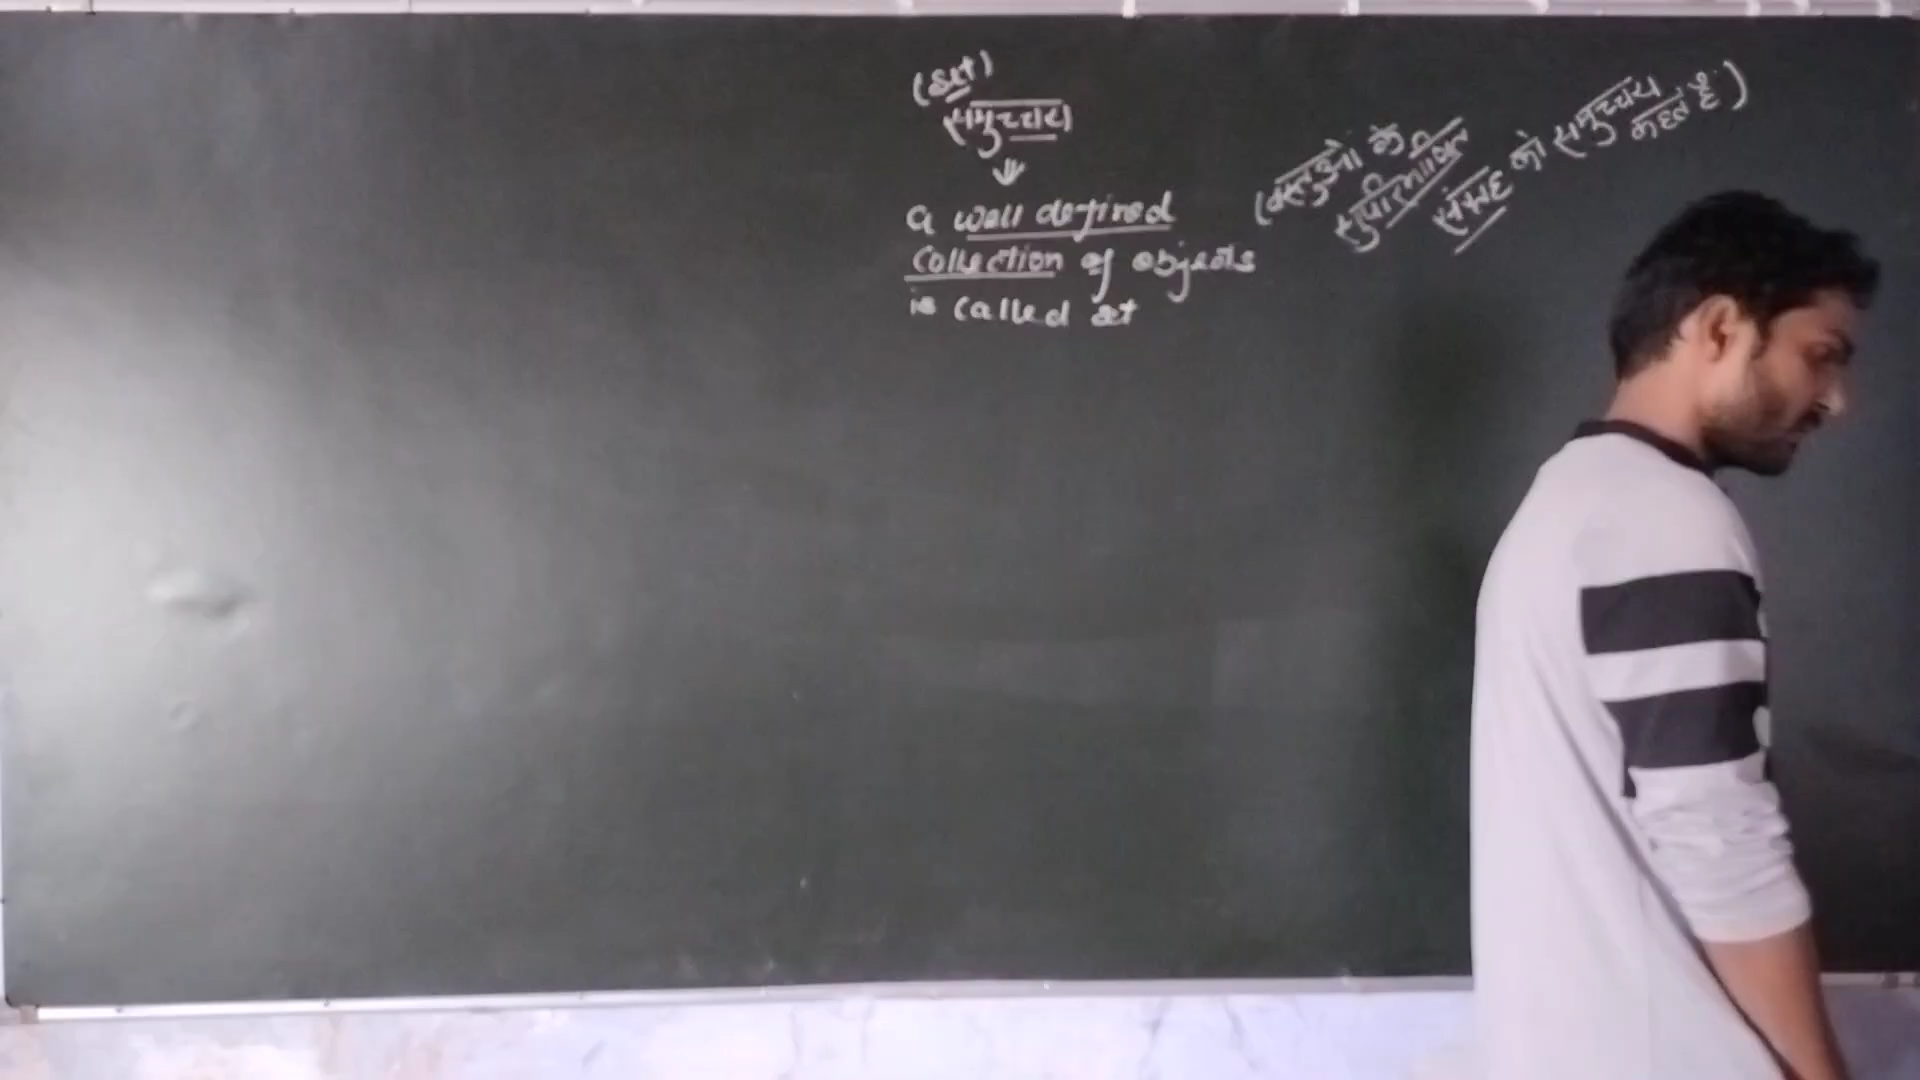 (set)
समुच्चय
⇓
a well defined
collection of objects
is called set
(वस्तुओं के
सुपरिभाषित
संग्रह को समुच्चय
कहते हैं)